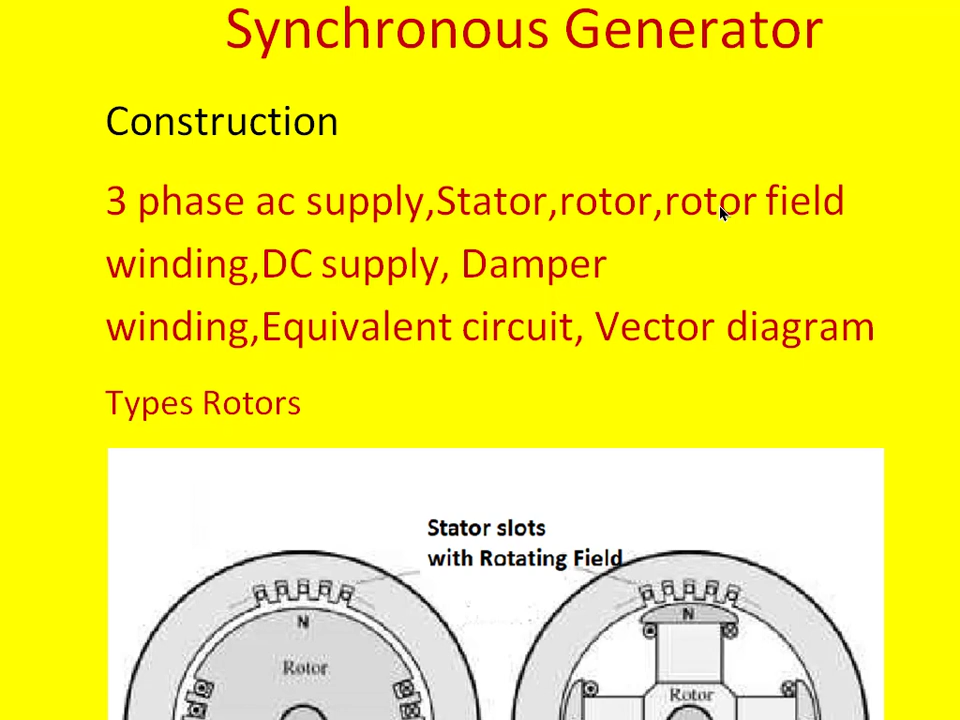 Synchronous Generator
Construction
3 phase ac supply,Stator,rotor,rotor field
winding,DC supply, Damper
winding,Equivalent circuit, Vector diagram
Types Rotors
Stator slots
with Rotating Field
N
N
Rotor
Rotor